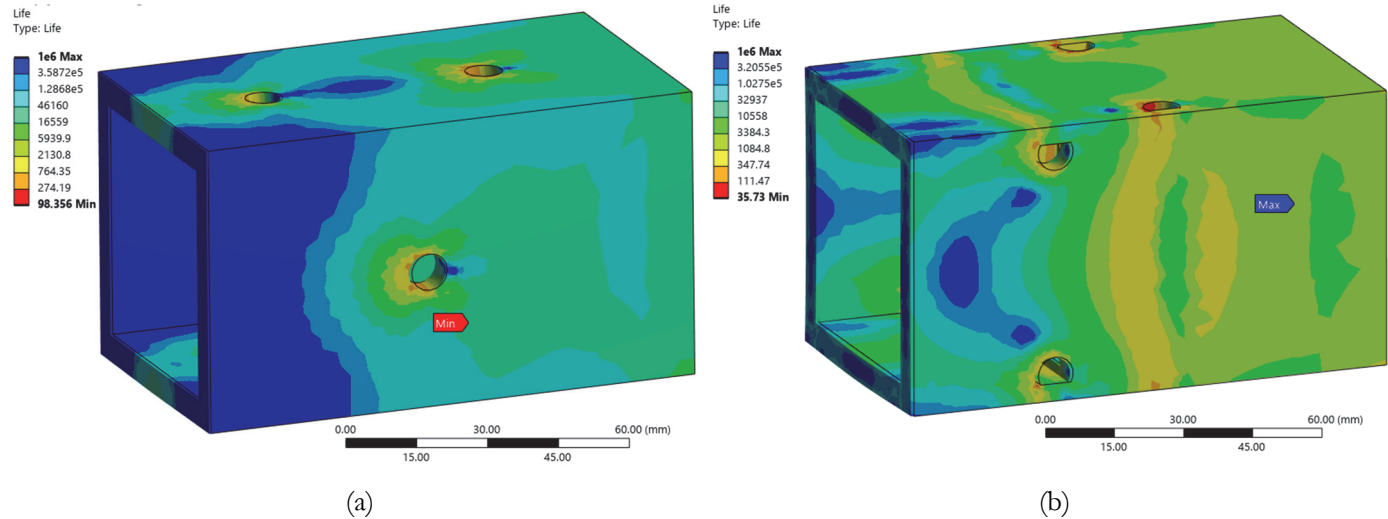 Life
Type: Life
1e6 Max
3.5872e5
1.2868e5
46160
16559
5939.9
2130.8
764.35
274.19
98.356 Min
Min
0.00 30.00 60.00 (mm)
15.00 45.00
(a)
Life
Type: Life
1e6 Max
3.2055e5
1.0275e5
32937
10558
3384.3
1084.8
347.74
111.47
35.73 Min
Max
0.00 30.00 60.00 (mm)
15.00 45.00
(b)